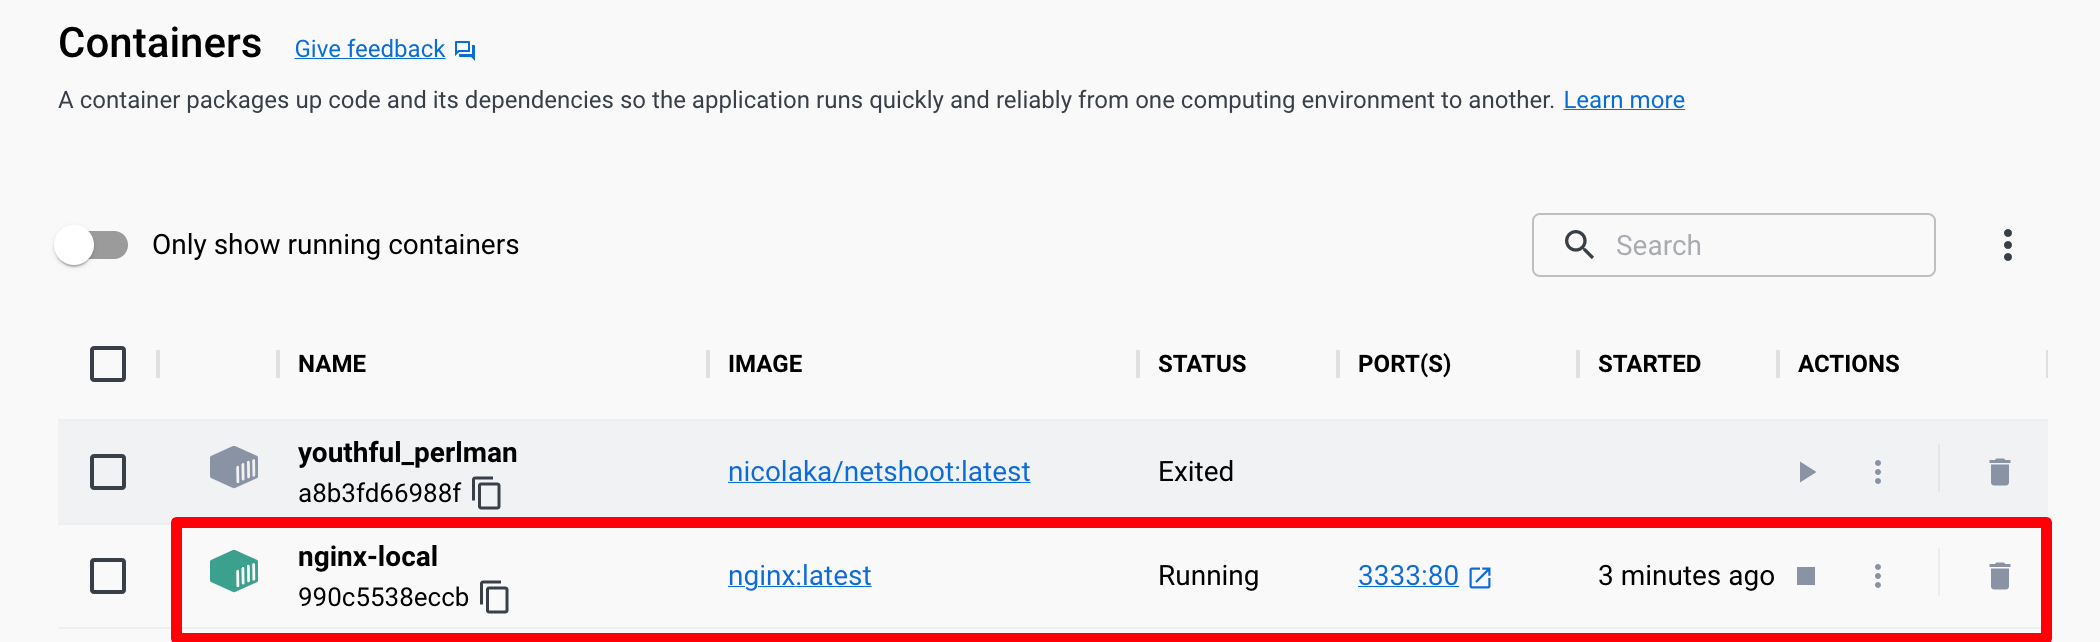 Containers Give feedback
A container packages up code and its dependencies so the application runs quickly and reliably from one computing environment to another. Learn more
Only show running containers Search
NAME IMAGE STATUS PORT(S) STARTED ACTIONS
youthful_perlman
a8b3fd66988f nicolaka/netshoot:latest Exited
nginx-local
990c5538eccb nginx:latest Running 3333:80 3 minutes ago